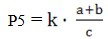 P5 = k · (a+b)/c